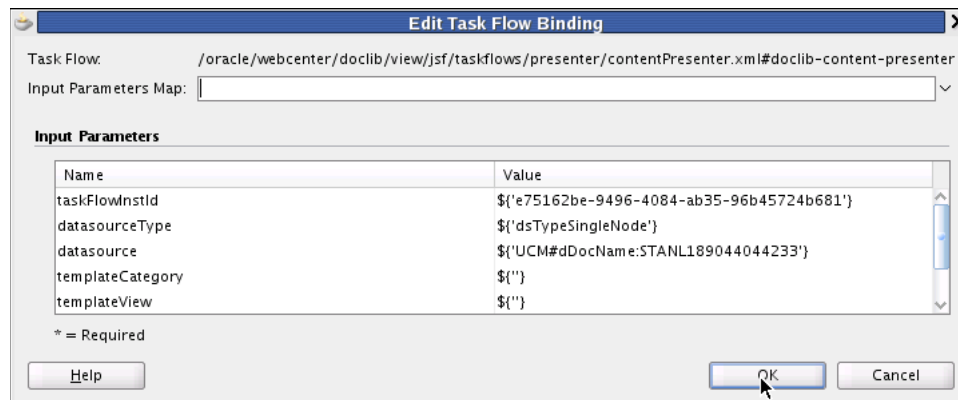 Edit Task Flow Binding
Task Flow: /oracle/webcenter/doclib/view/jsf/taskflows/presenter/contentPresenter.xml#doclib-content-presenter
Input Parameters Map:
Input Parameters
Name Value
taskFlowInstId ${'e75162be-9496-4084-ab35-96b45724b681'}
datasourceType ${'dsTypeSingleNode'}
datasource ${'UCM#dDocName:STANL189044044233'}
templateCategory ${''}
templateView ${''}
* = Required
Help OK Cancel